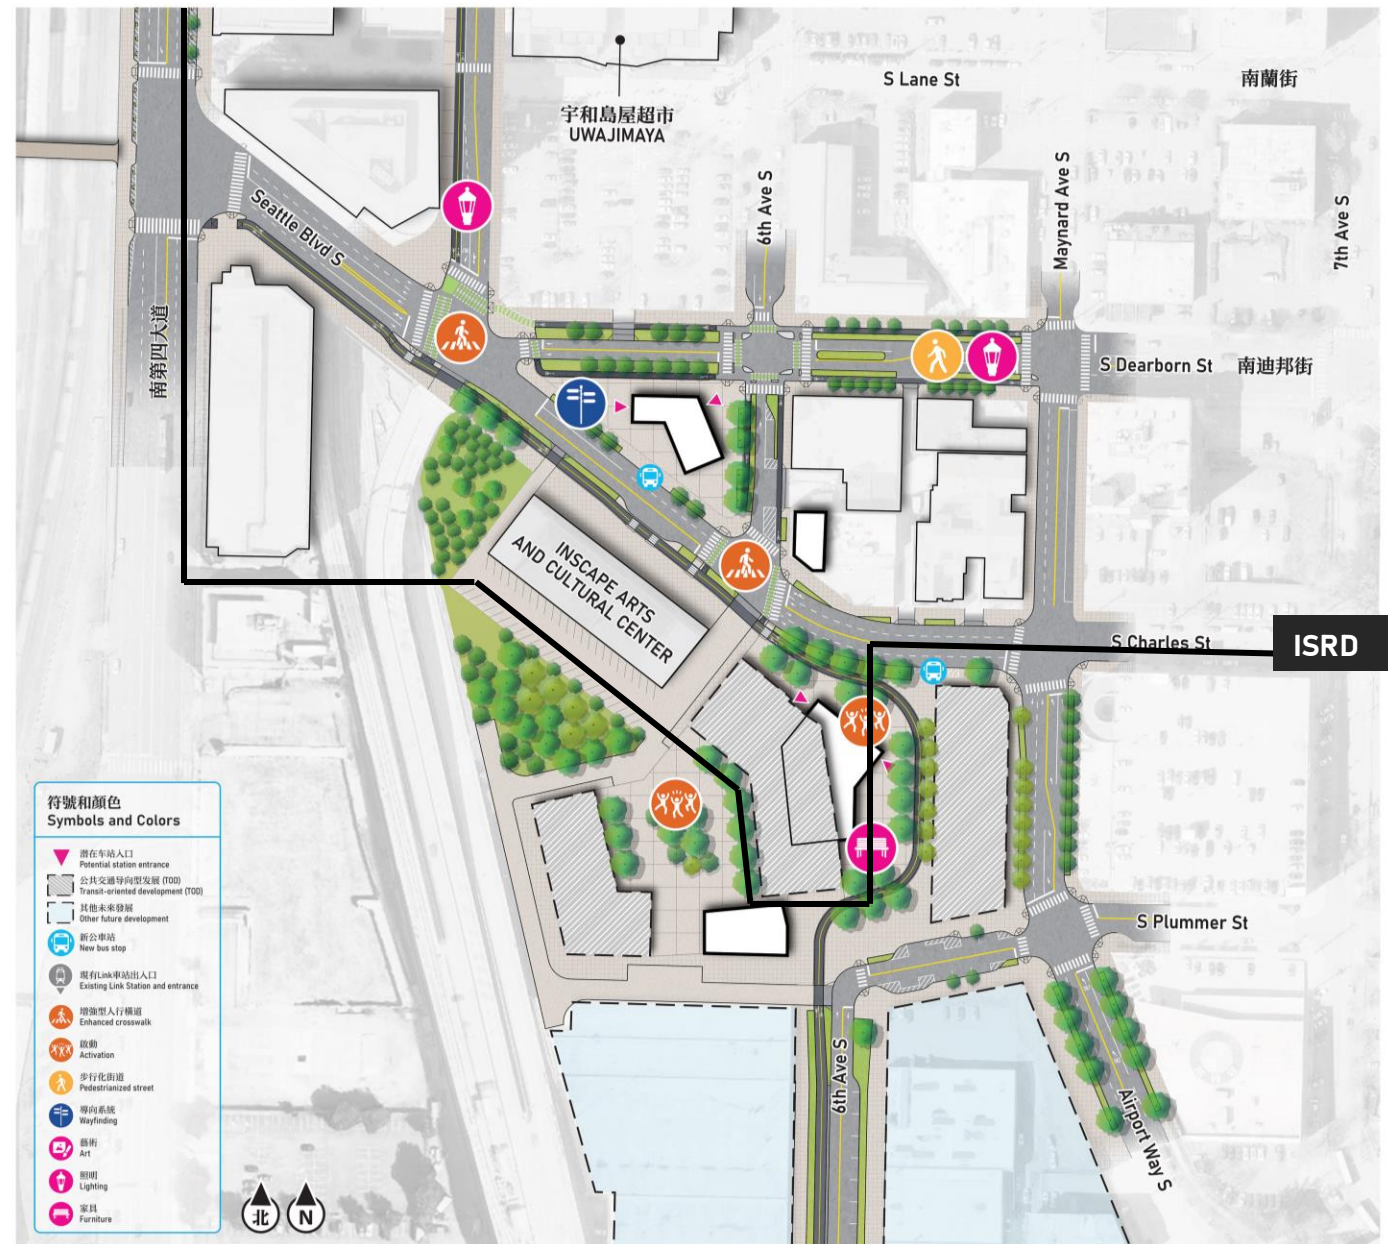 S Lane St
南蘭街
宇和島屋超市
UWAJIMAYA
6th Ave S
Maynard Ave S
7th Ave S
Seattle Blvd S
南第四大道
S Dearborn St
南迪邦街
INSCAPE ARTS
AND CULTURAL CENTER
S Charles St
ISRD
S Plummer St
6th Ave S
Airport Way S
符號和顏色
Symbols and Colors
潛在车站入口
Potential station entrance
公共交通导向型发展 (TOD)
Transit-oriented development (TOD)
其他未來發展
Other future development
新公車站
New bus stop
現有Link車站出入口
Existing Link Station and entrance
增強型人行橫道
Enhanced crosswalk
啟動
Activation
步行化街道
Pedestrianized street
導向系統
Wayfinding
藝術
Art
照明
Lighting
家具
Furniture
北
N